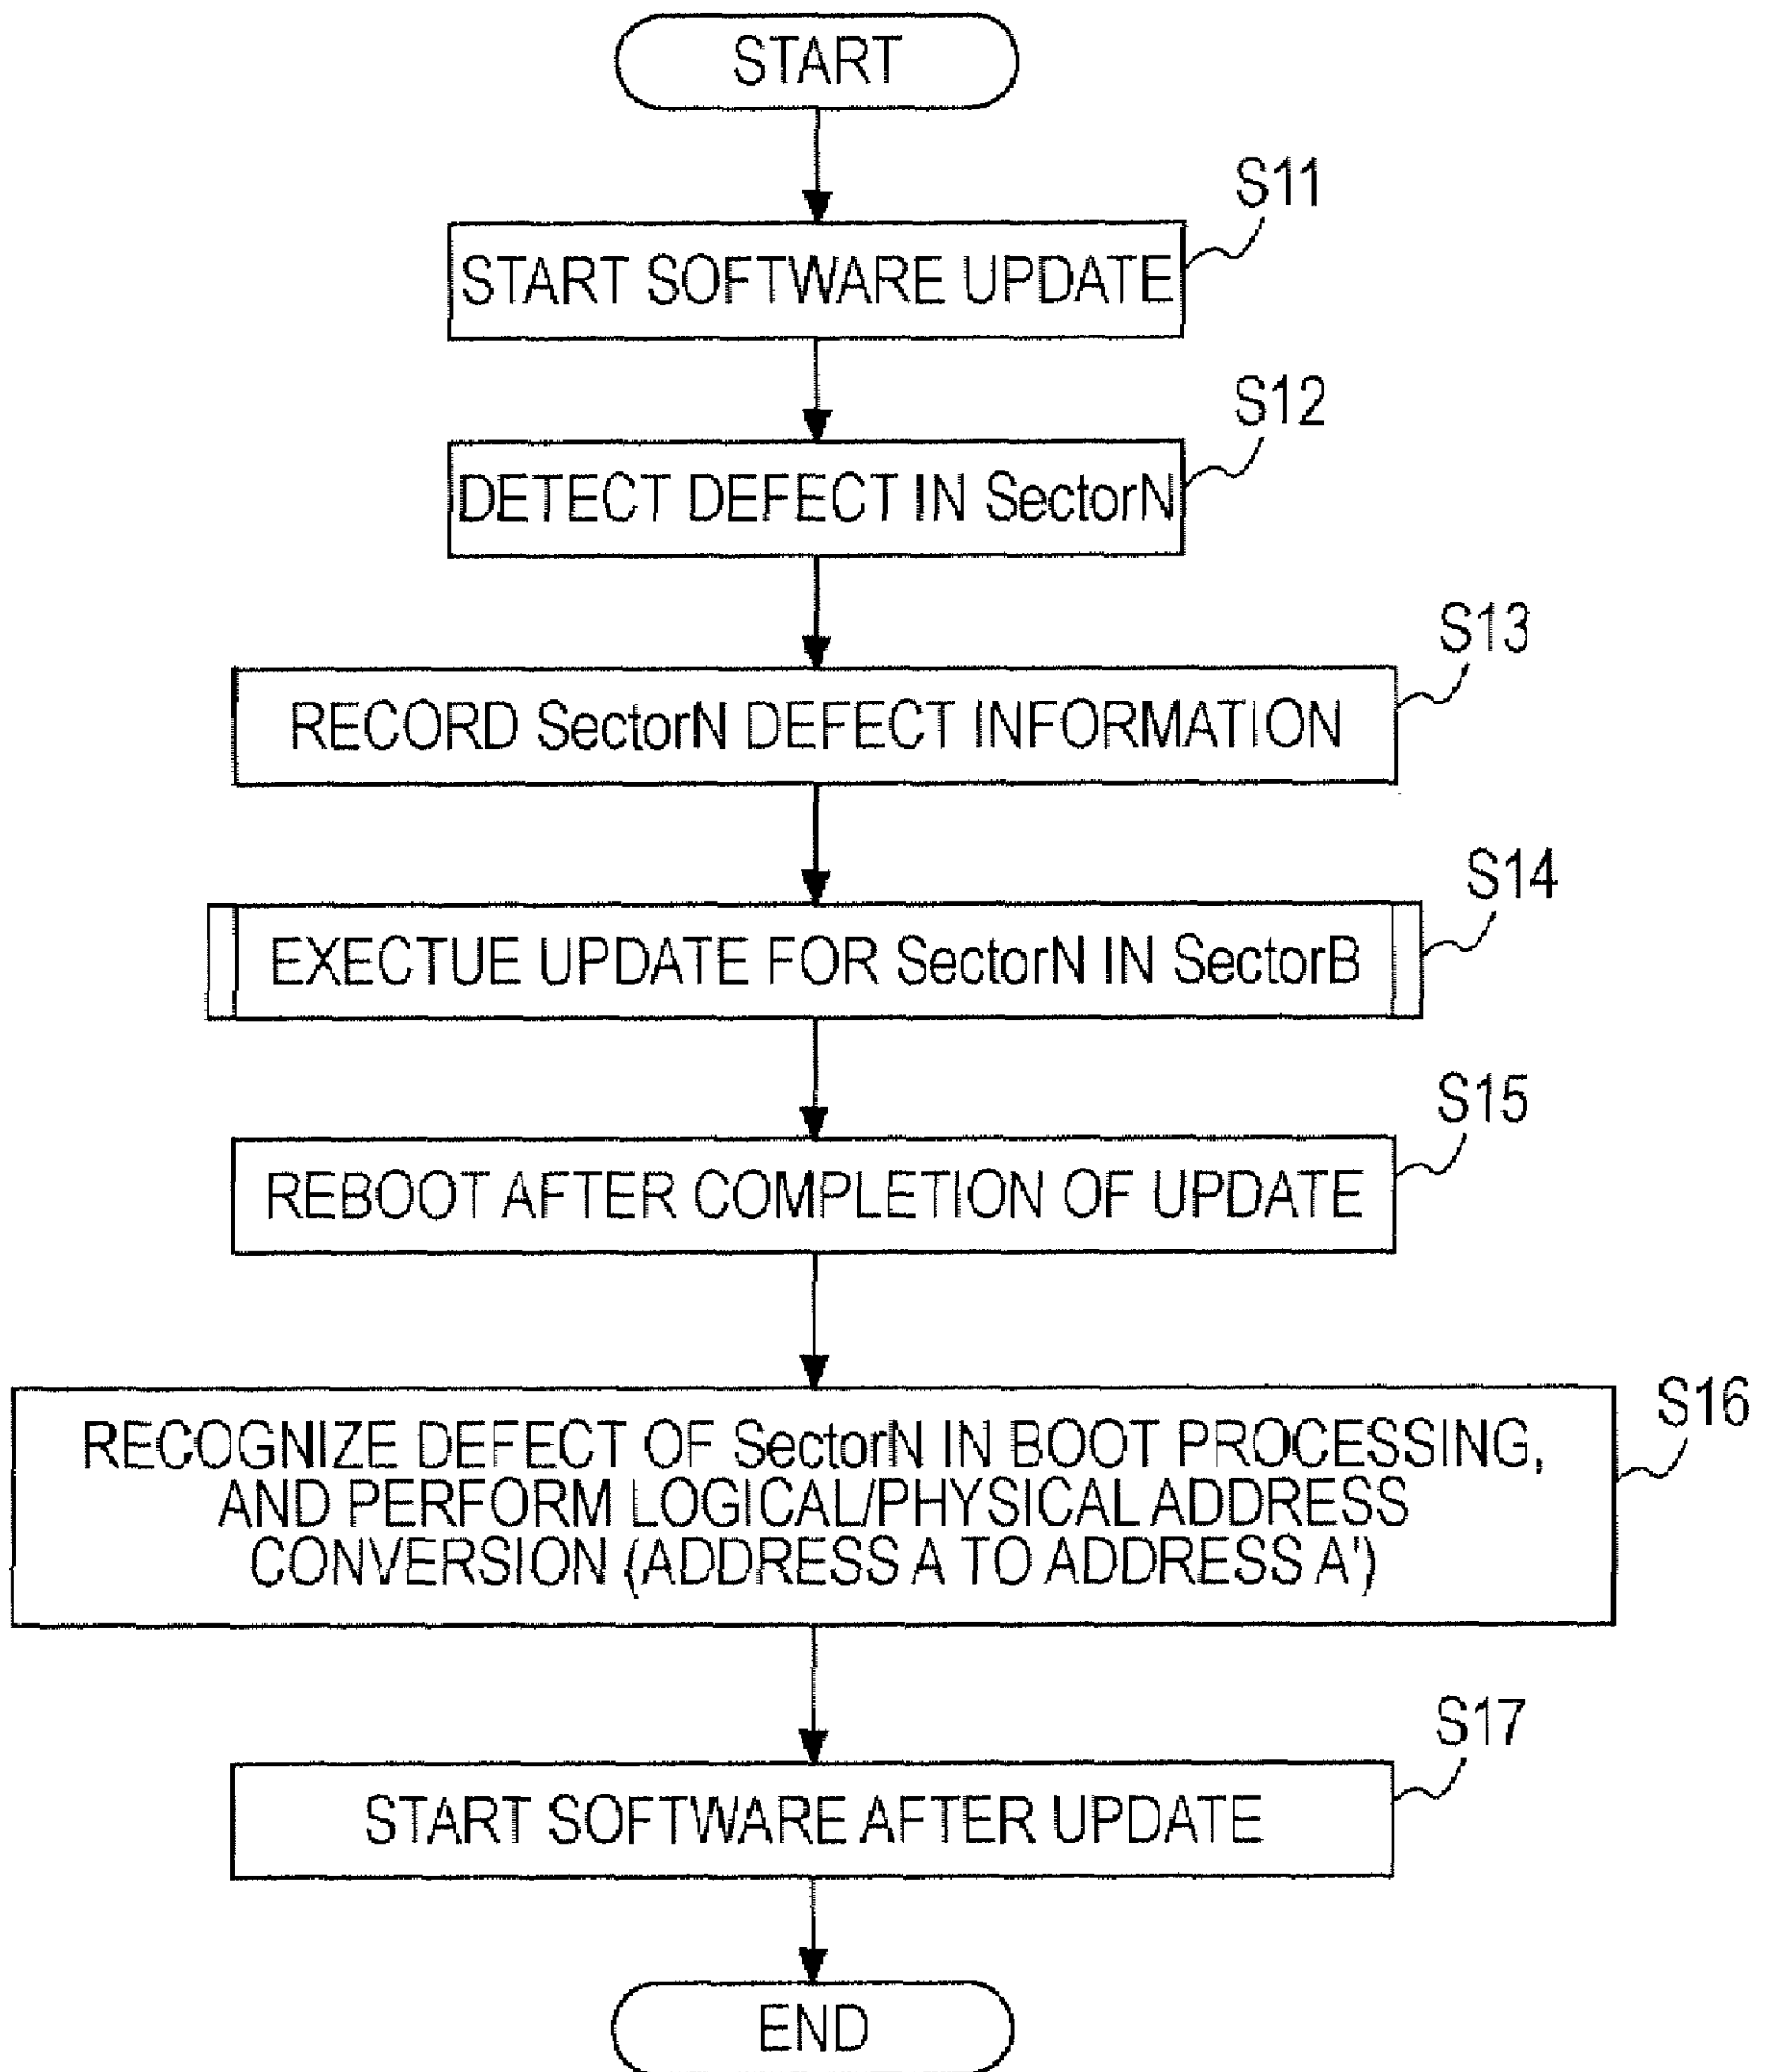 START
S11
START SOFTWARE UPDATE
S12
DETECT DEFECT IN SectorN
S13
RECORD SectorN DEFECT INFORMATION
S14
EXECTUE UPDATE FOR SectorN IN SectorB
S15
REBOOT AFTER COMPLETION OF UPDATE
S16
RECOGNIZE DEFECT OF SectorN IN BOOT PROCESSING,
AND PERFORM LOGICAL/PHYSICAL ADDRESS
CONVERSION (ADDRESS A TO ADDRESS A')
S17
START SOFTWARE AFTER UPDATE
END